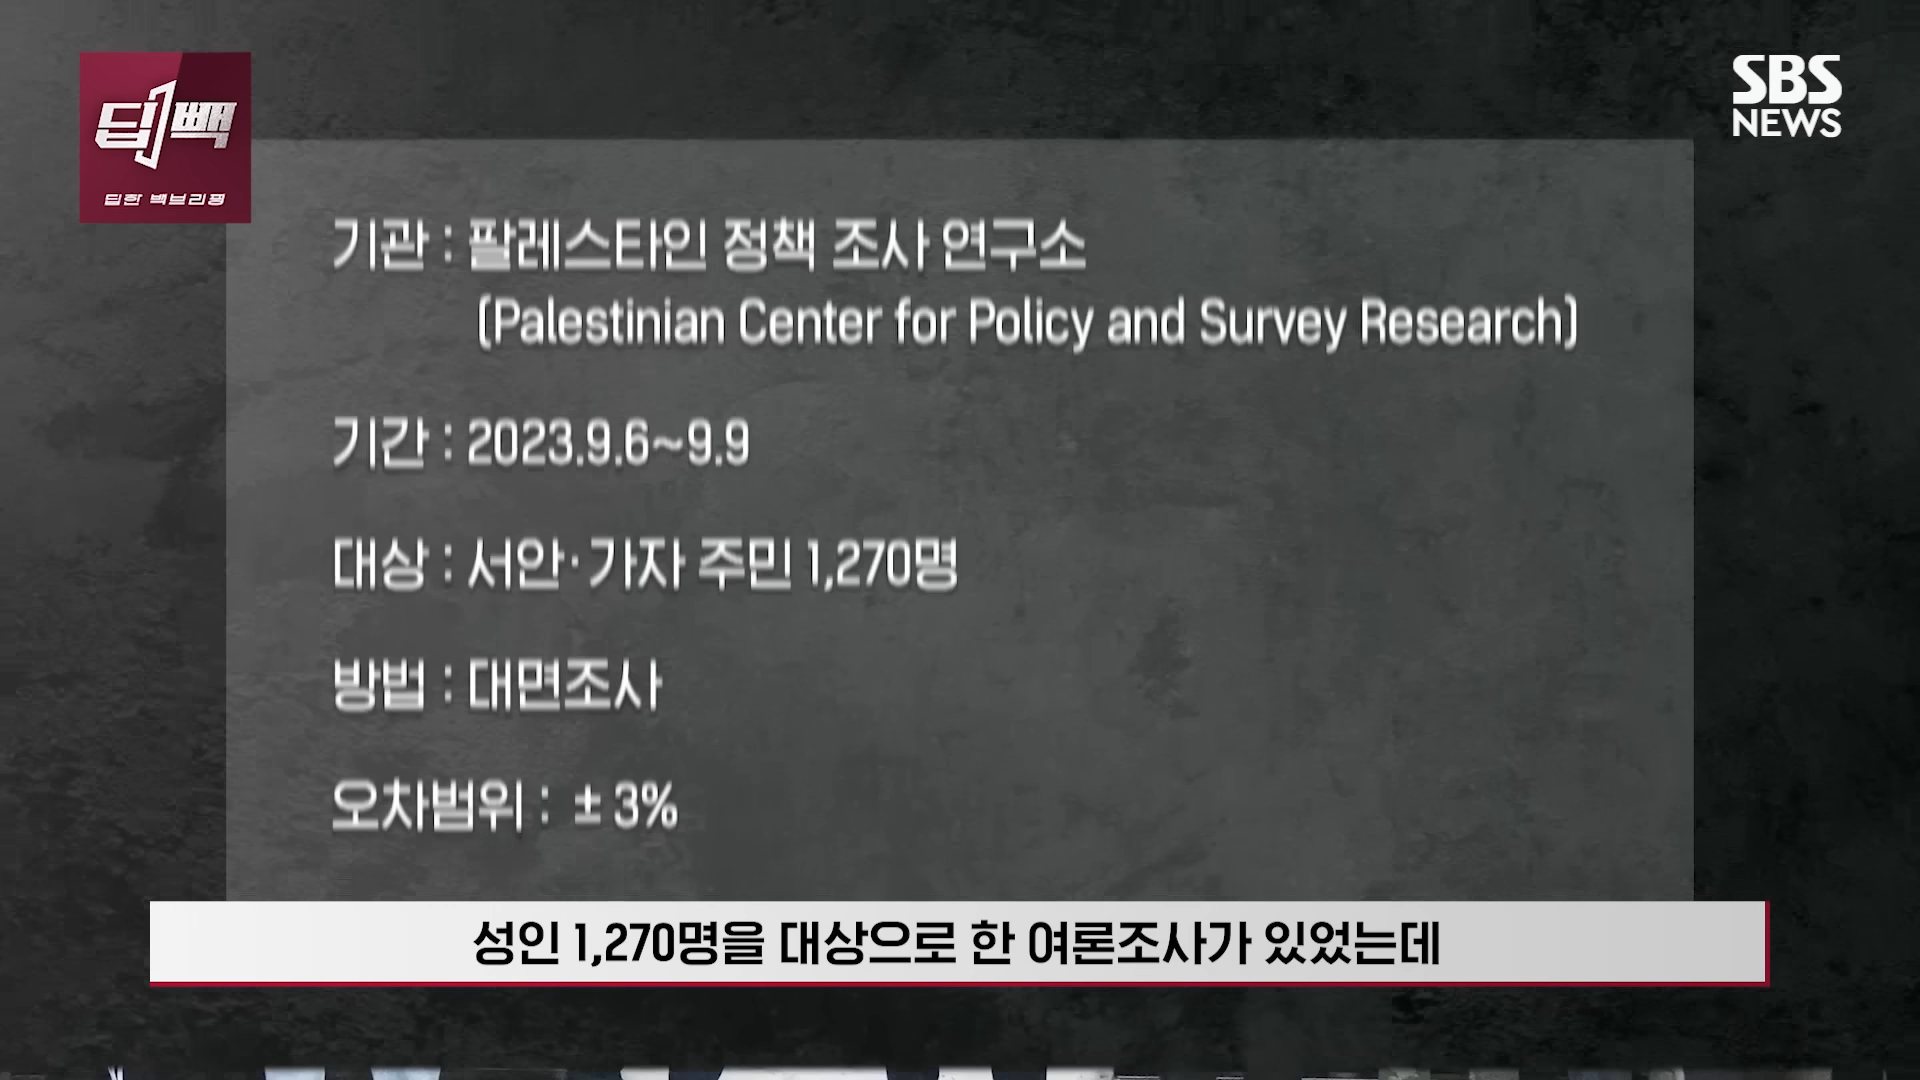 딥빽
딥한 백브리핑
SBS
NEWS
기관 : 팔레스타인 정책 조사 연구소
(Palestinian Center for Policy and Survey Research)
기간 : 2023.9.6~9.9
대상 : 서안·가자 주민 1,270명
방법 : 대면조사
오차범위 : ± 3%
성인 1,270명을 대상으로 한 여론조사가 있었는데